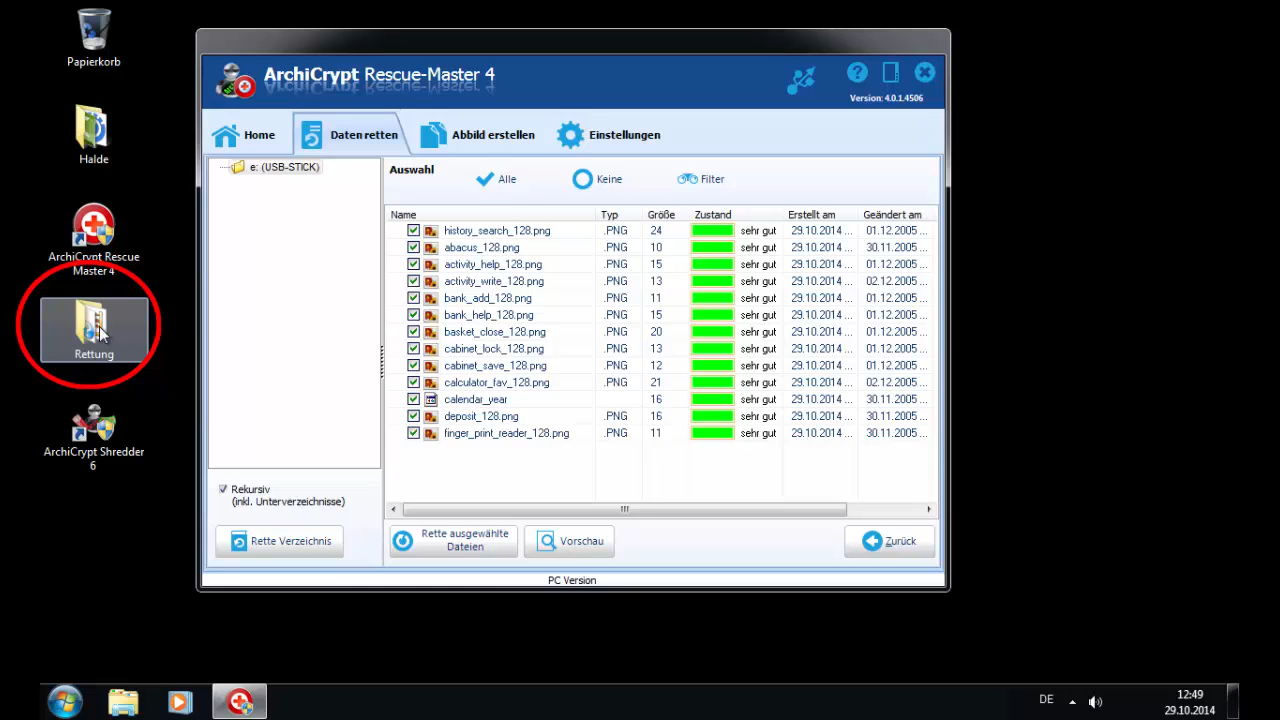 Papierkorb
Halde
ArchiCrypt Rescue
Master 4
Rettung
ArchiCrypt Shredder
6
ArchiCrypt Rescue-Master 4
Version: 4.0.1.4506
Home
Daten retten
Abbild erstellen
Einstellungen
e: (USB-STICK)
Auswahl
Alle
Keine
Filter
Name Typ Größe Zustand Erstellt am Geändert am
history_search_128.png .PNG 24 sehr gut 29.10.2014 ... 01.12.2005 ...
abacus_128.png .PNG 10 sehr gut 29.10.2014 ... 30.11.2005 ...
activity_help_128.png .PNG 15 sehr gut 29.10.2014 ... 01.12.2005 ...
activity_write_128.png .PNG 13 sehr gut 29.10.2014 ... 02.12.2005 ...
bank_add_128.png .PNG 11 sehr gut 29.10.2014 ... 01.12.2005 ...
bank_help_128.png .PNG 15 sehr gut 29.10.2014 ... 01.12.2005 ...
basket_close_128.png .PNG 20 sehr gut 29.10.2014 ... 01.12.2005 ...
cabinet_lock_128.png .PNG 13 sehr gut 29.10.2014 ... 01.12.2005 ...
cabinet_save_128.png .PNG 12 sehr gut 29.10.2014 ... 01.12.2005 ...
calculator_fav_128.png .PNG 21 sehr gut 29.10.2014 ... 02.12.2005 ...
calendar_year 16 sehr gut 29.10.2014 ... 30.11.2005 ...
deposit_128.png .PNG 16 sehr gut 29.10.2014 ... 30.11.2005 ...
finger_print_reader_128.png .PNG 11 sehr gut 29.10.2014 ... 30.11.2005 ...
Rekursiv
(inkl. Unterverzeichnisse)
Rette Verzeichnis
Rette ausgewählte
Dateien
Vorschau
Zurück
PC Version
DE
12:49
29.10.2014